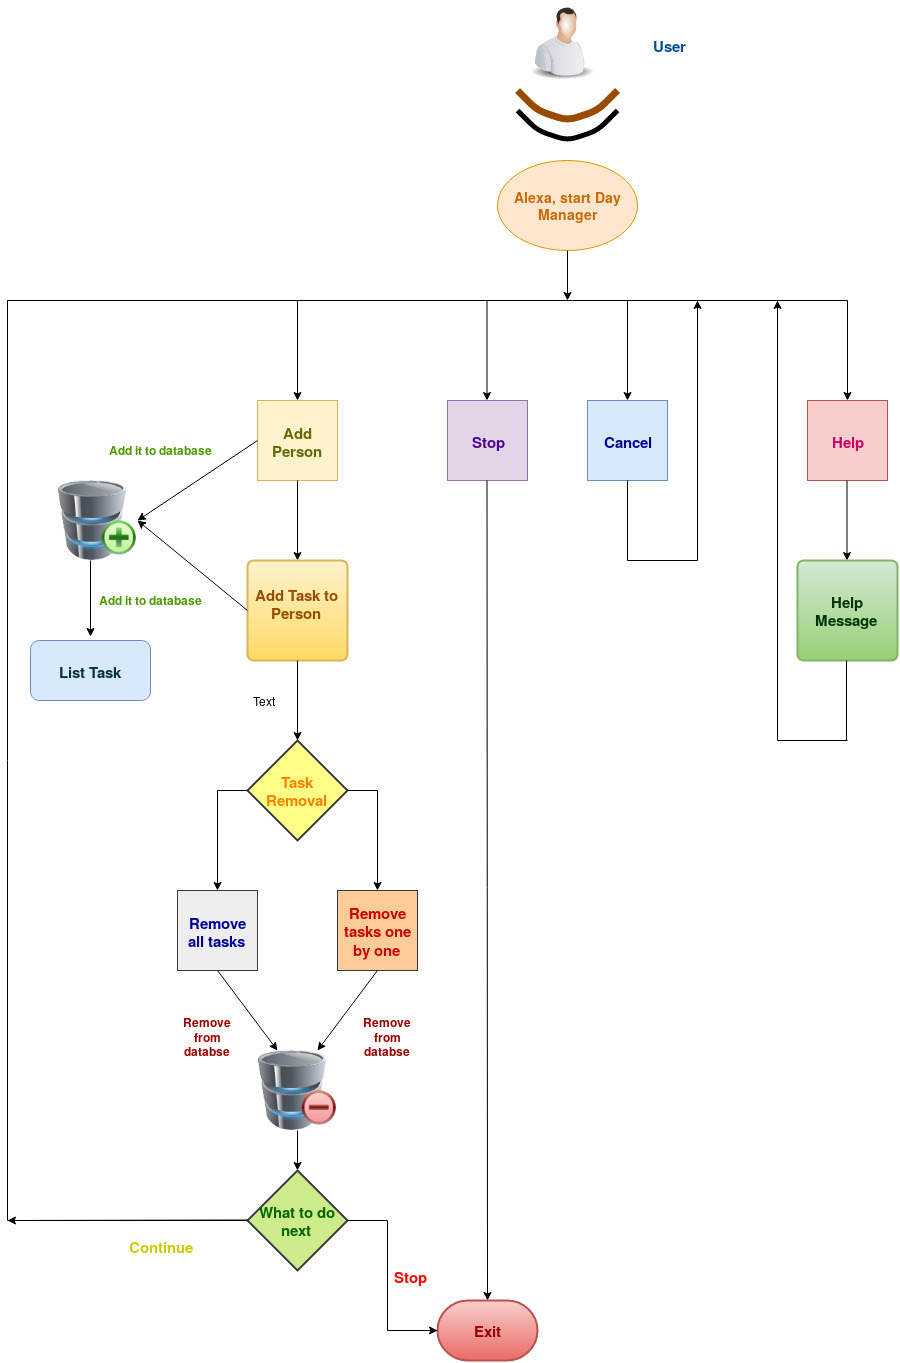 User
Alexa, start Day
Manager
Add
Person
Stop
Cancel
Help
Add it to database
Add it to database
Add Task to
Person
Help
Message
List Task
Text
Task
Removal
Remove
all tasks
Remove
tasks one
by one
Remove
from
databse
Remove
from
databse
What to do
next
Continue
Stop
Exit